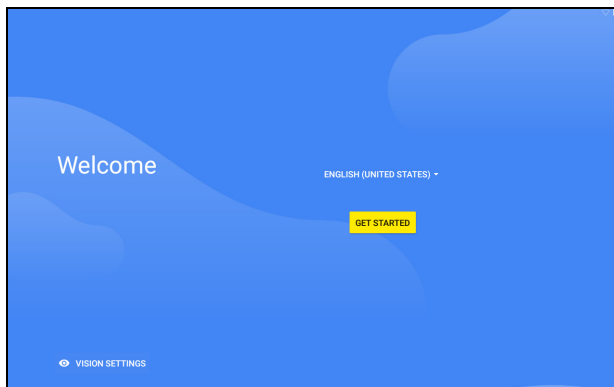 Welcome
ENGLISH (UNITED STATES)
GET STARTED
VISION SETTINGS